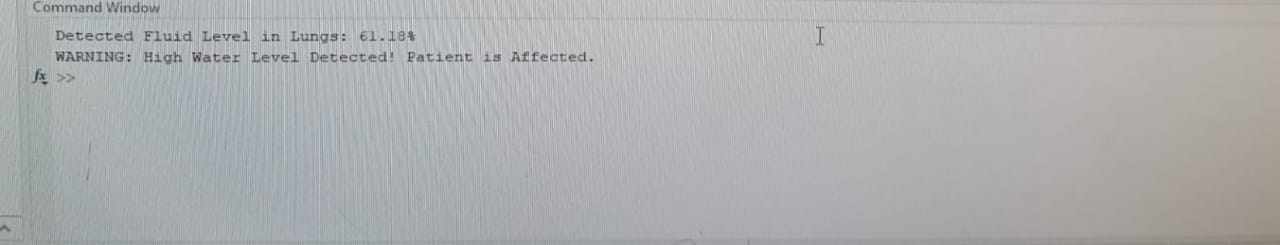 Command Window
Detected Fluid Level in Lungs: 61.18%
WARNING: High Water Level Detected! Patient is Affected.
fx >>